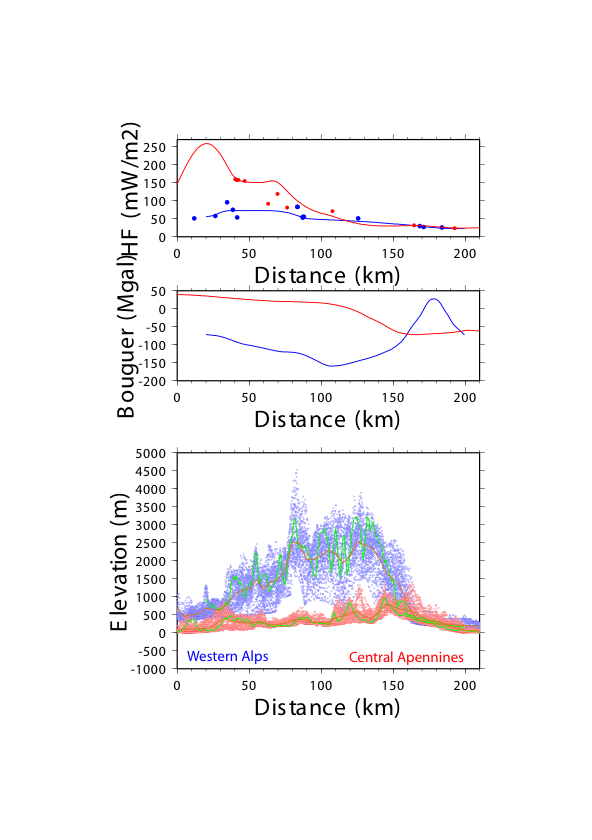 HF (mW/m2)
250
200
150
100
50
0
0 50 100 150 200
Distance (km)
Bouguer (Mgal)
50
0
-50
-100
-150
-200
0 50 100 150 200
Distance (km)
Elevation (m)
5000
4500
4000
3500
3000
2500
2000
1500
1000
500
0
-500
-1000
Western Alps
Central Apennines
0 50 100 150 200
Distance (km)